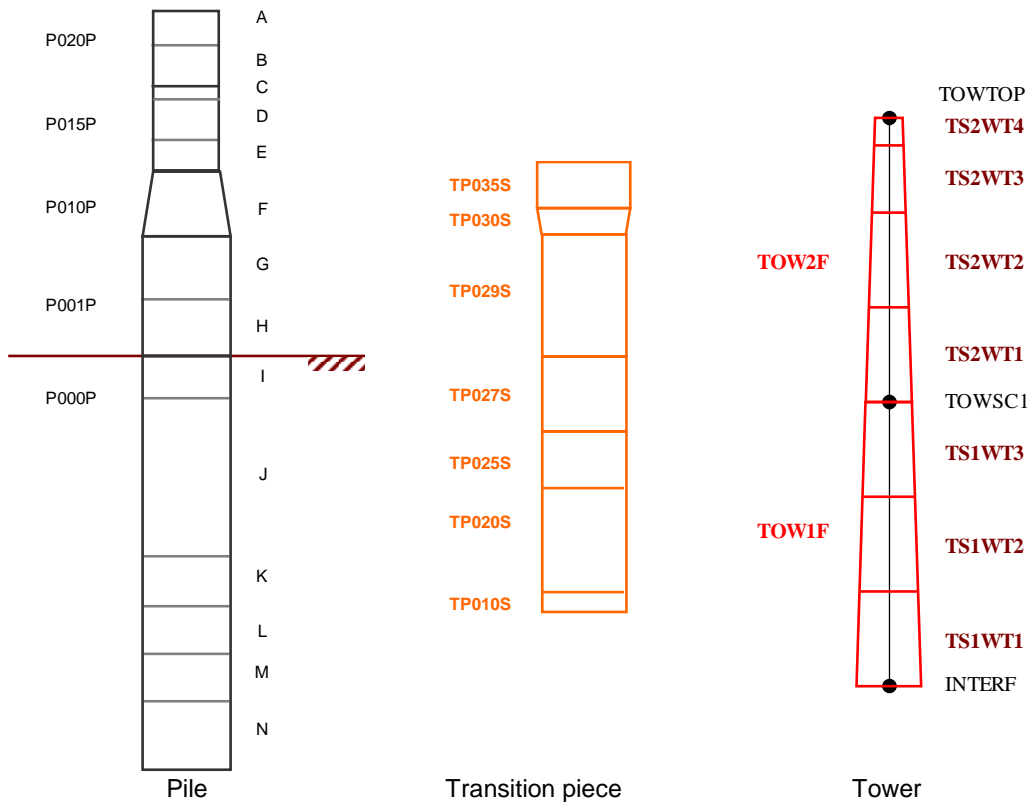 A
P020P
B
C
D
P015P
E
P010P
F
G
P001P
H
I
P000P
J
K
L
M
N
Pile
TP035S
TP030S
TP029S
TP027S
TP025S
TP020S
TP010S
Transition piece
TOWTOP
TS2WT4
TS2WT3
TOW2F
TS2WT2
TS2WT1
TOWSC1
TS1WT3
TOW1F
TS1WT2
TS1WT1
INTERF
Tower